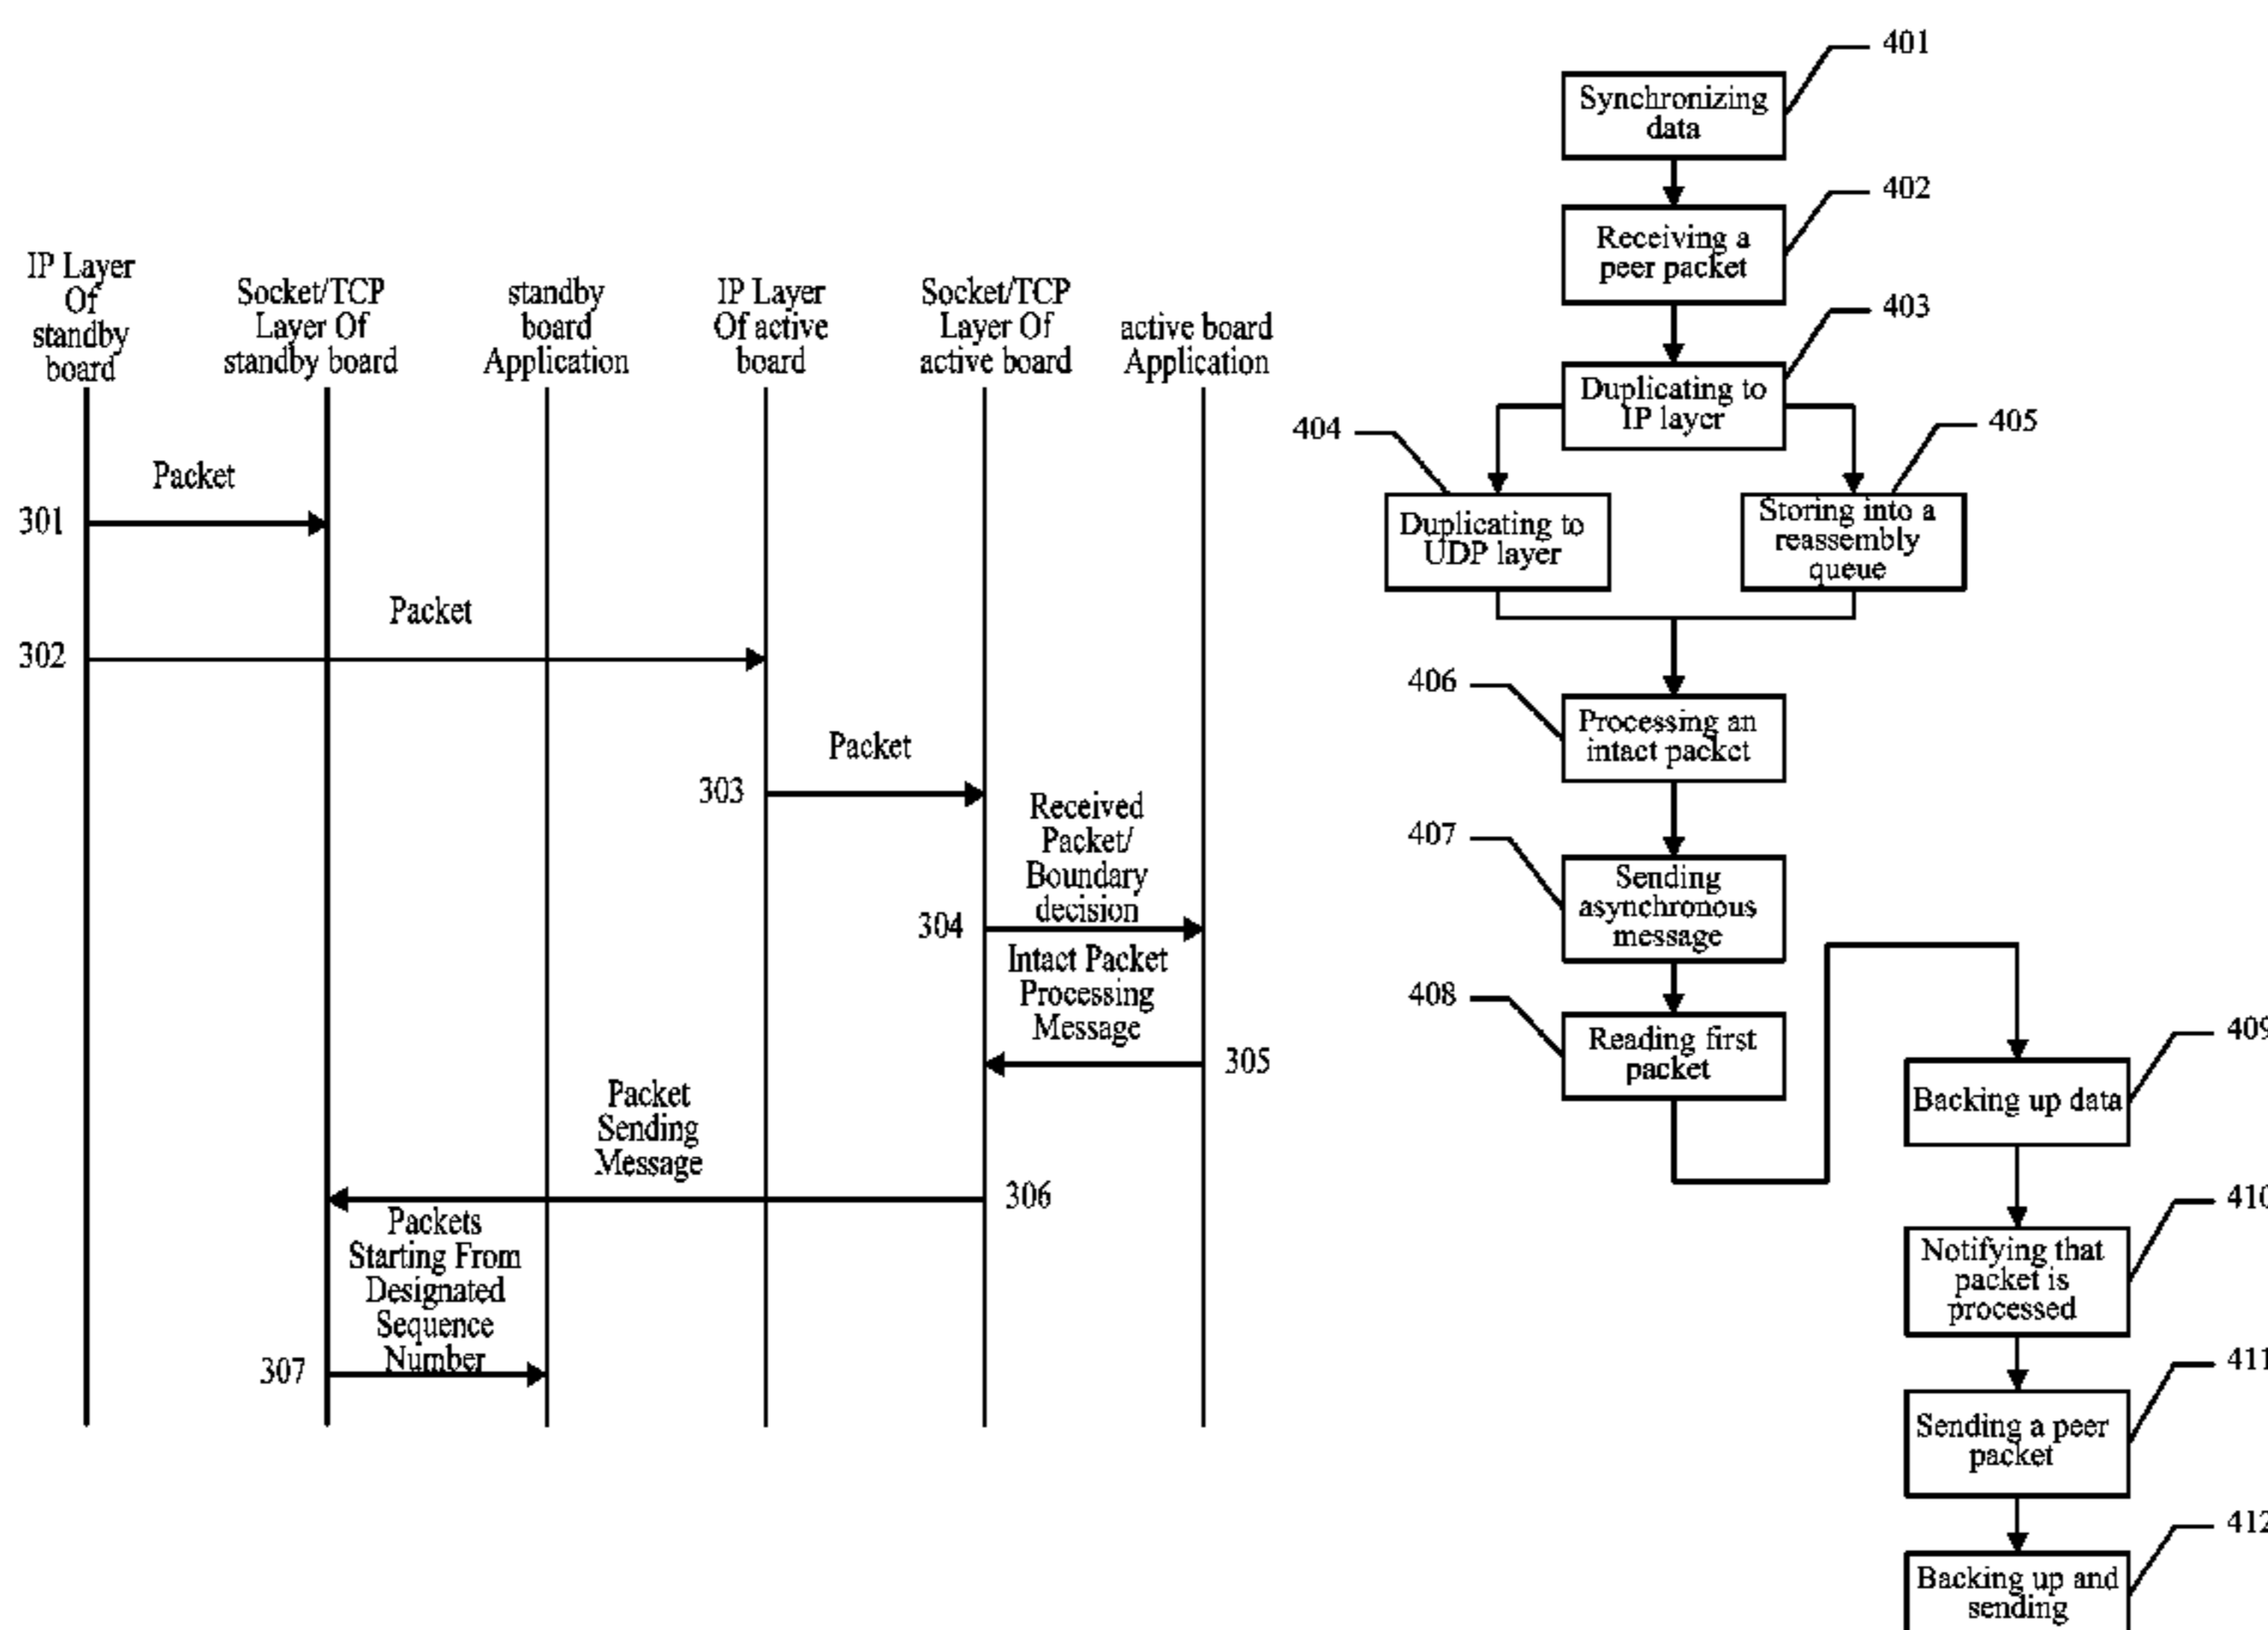 IP Layer
Of
standby
board
Socket/TCP
Layer Of
standby board
standby
board
Application
IP Layer
Of active
board
Socket/TCP
Layer Of
active board
active board
Application
Packet
301
Packet
302
Packet
303
Received
Packet/
Boundary
decision
304
Intact Packet
Processing
Message
305
Packet
Sending
Message
306
Packets
Starting From
Designated
Sequence
Number
307
401
Synchronizing
data
402
Receiving a
peer packet
403
Duplicating to
IP layer
404
405
Duplicating to
UDP layer
Storing into a
reassembly
queue
406
Processing an
intact packet
407
Sending
asynchronous
message
408
Reading first
packet
409
Backing up data
410
Notifying that
packet is
processed
411
Sending a peer
packet
412
Backing up and
sending